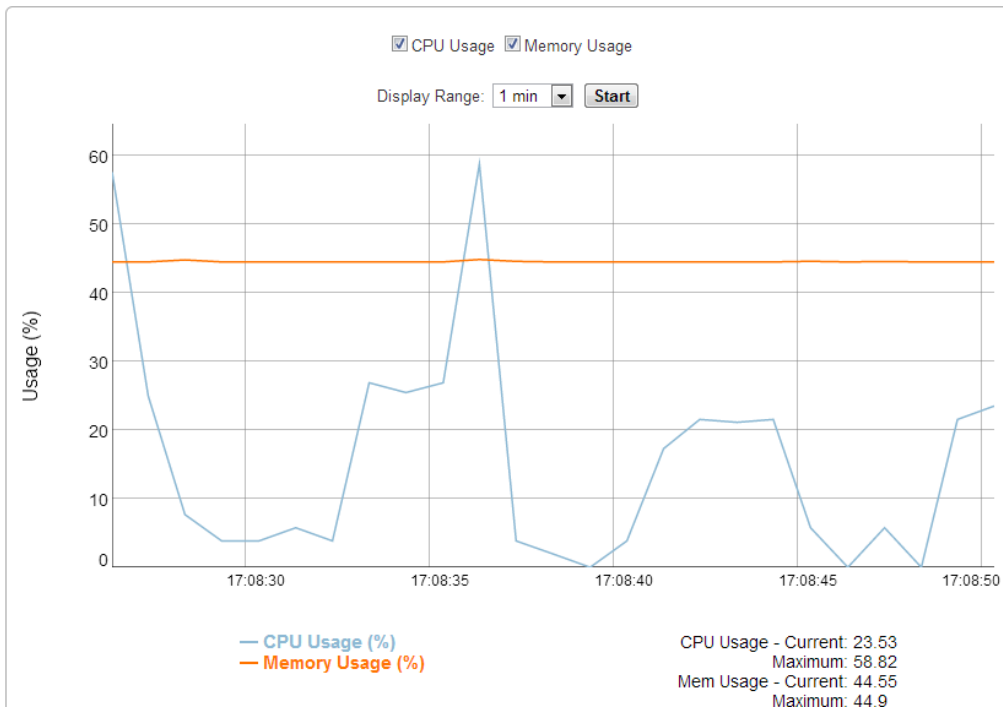 CPU Usage Memory Usage
Display Range: 1 min Start
60
50
40
30
20
10
0
Usage (%)
17:08:30 17:08:35 17:08:40 17:08:45 17:08:50
CPU Usage (%)
Memory Usage (%)
CPU Usage - Current: 23.53
Maximum: 58.82
Mem Usage - Current: 44.55
Maximum: 44.9